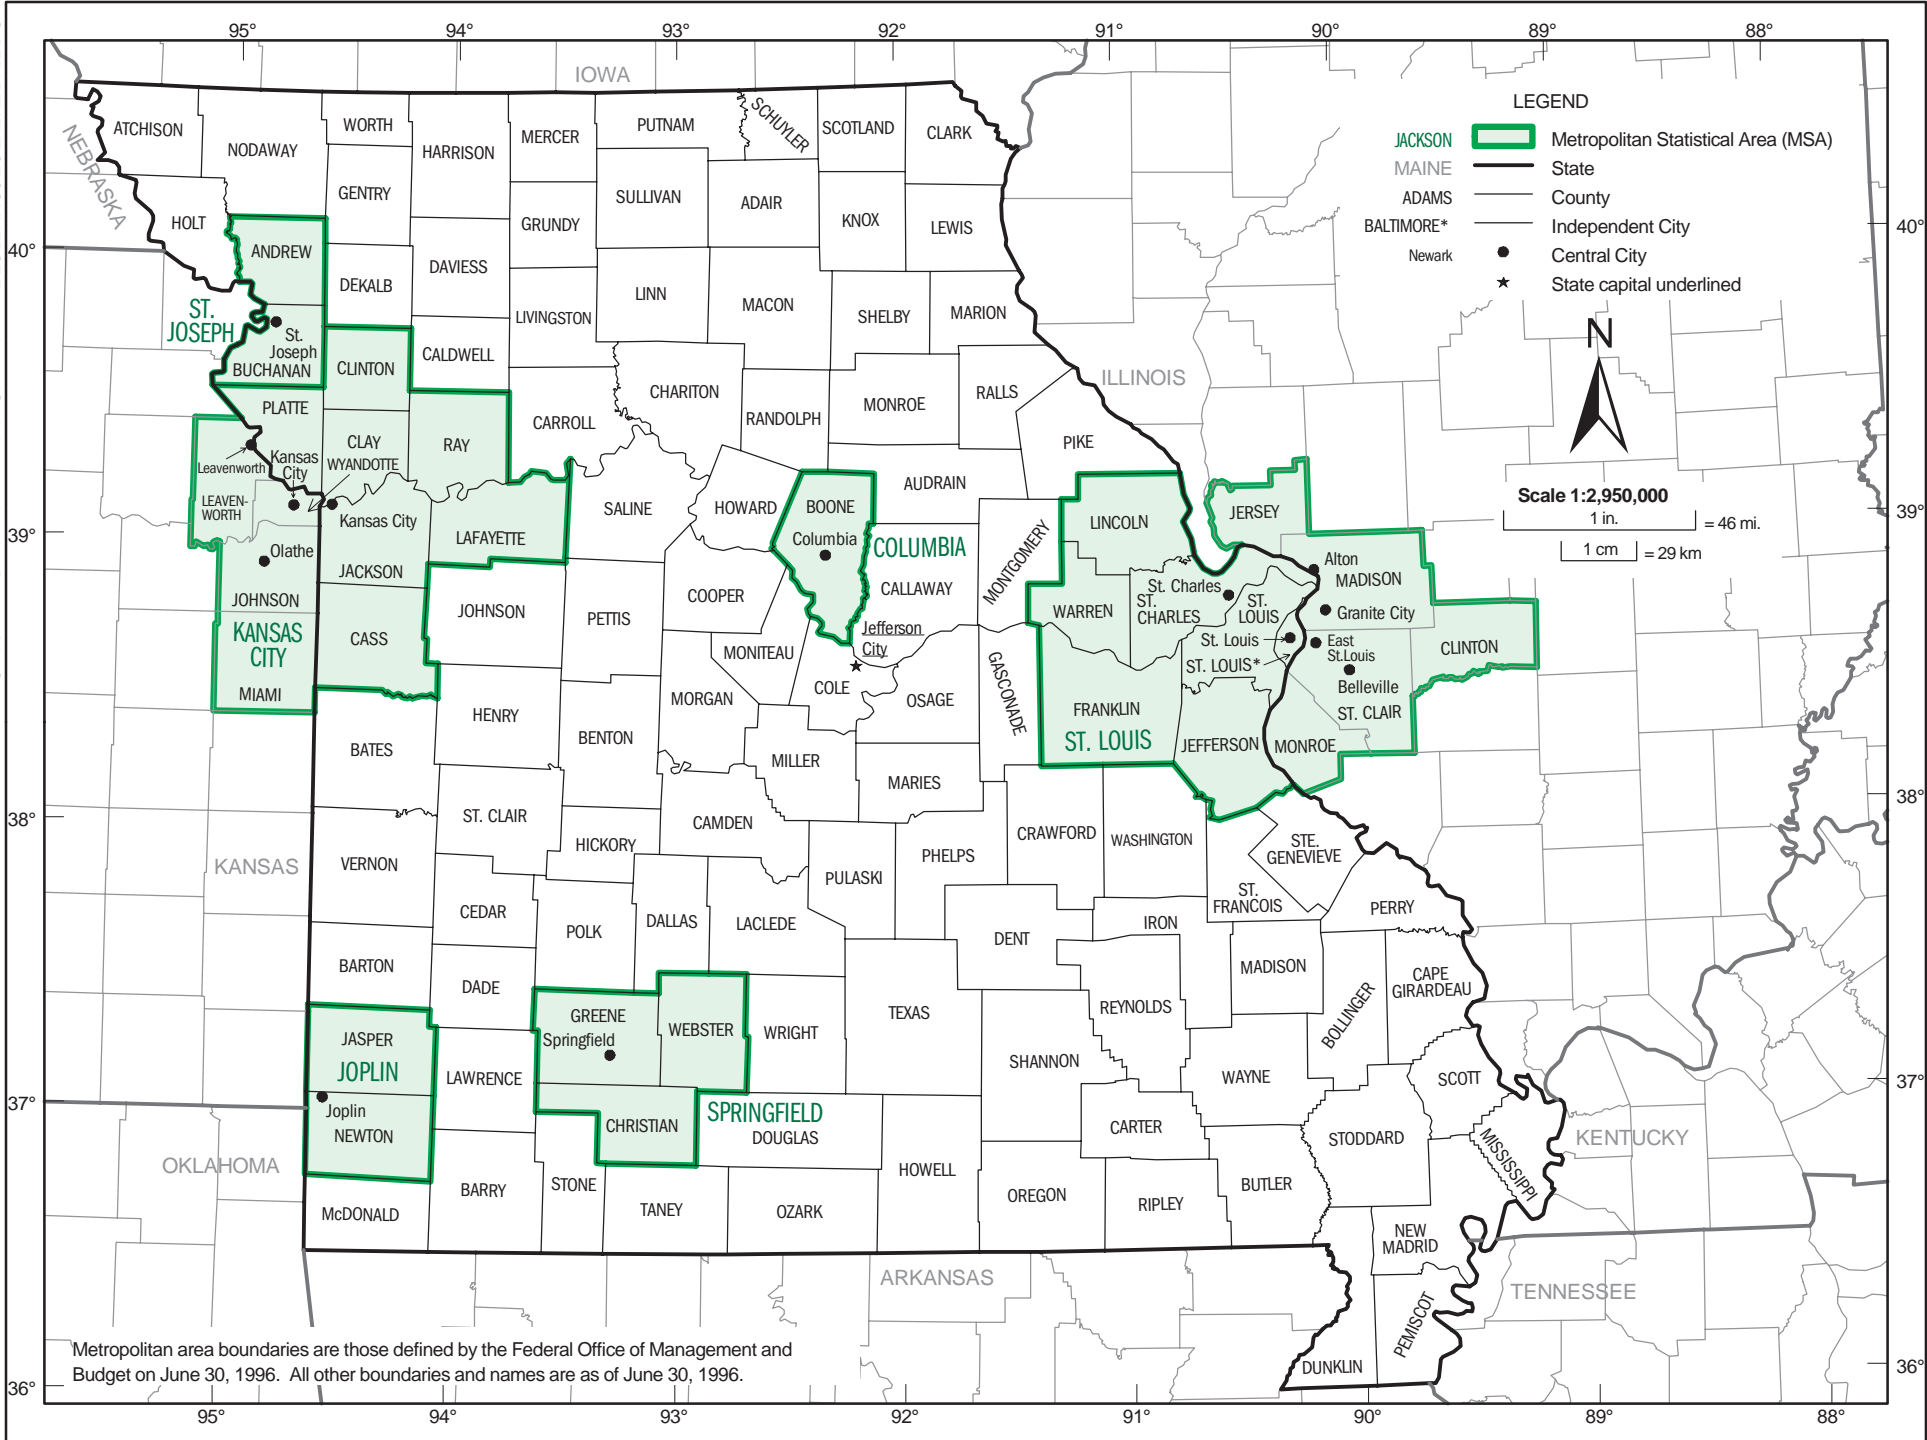 95°
93°
92°
91°
90°
89°
88°
IOWA
LEGEND
JACKSON
Metropolitan Statistical Area (MSA)
MAINE
State
ADAMS
County
BALTIMORE*
Independent City
Newark
Central City
State capital underlined
N
Scale 1:2,950,000
1 in.
= 46 mi.
1 cm
= 29 km
NEBRASKA
ATCHISON
NODAWAY
WORTH
HARRISON
MERCER
PUTNAM
SCHUYLER
SCOTLAND
CLARK
HOLT
GENTRY
GRUNDY
SULLIVAN
ADAIR
KNOX
LEWIS
40°
40°
ANDREW
DEKALB
DAVIESS
LIVINGSTON
LINN
MACON
SHELBY
MARION
ST.
JOSEPH
St.
Joseph
BUCHANAN
CLINTON
CALDWELL
CHARITON
RANDOLPH
MONROE
RALLS
ILLINOIS
PLATTE
CLAY
RAY
CARROLL
PIKE
Leavenworth
Kansas
City
WYANDOTTE
LEAVEN-
WORTH
Kansas City
LAFAYETTE
SALINE
HOWARD
BOONE
Columbia
COLUMBIA
AUDRAIN
MONTGOMERY
LINCOLN
JERSEY
39°
39°
Olathe
JACKSON
JOHNSON
KANSAS
CITY
MIAMI
CASS
JOHNSON
PETTIS
COOPER
MONITEAU
CALLAWAY
Jefferson
City
COLE
OSAGE
GASCONADE
WARREN
ST.
CHARLES
St. Charles
ST.
LOUIS
St. Louis
ST. LOUIS*
Alton
MADISON
Granite City
East
St.Louis
Belleville
ST. CLAIR
CLINTON
MONROE
FRANKLIN
ST. LOUIS
JEFFERSON
BATES
HENRY
BENTON
MORGAN
MILLER
MARIES
38°
38°
ST. CLAIR
HICKORY
CAMDEN
PULASKI
PHELPS
CRAWFORD
WASHINGTON
STE.
GENEVIEVE
ST.
FRANCOIS
PERRY
KANSAS
VERNON
CEDAR
POLK
DALLAS
LACLEDE
DENT
IRON
MADISON
BOLLINGER
CAPE
GIRARDEAU
BARTON
DADE
GREENE
Springfield
WEBSTER
WRIGHT
TEXAS
SHANNON
REYNOLDS
WAYNE
SCOTT
JASPER
JOPLIN
Joplin
NEWTON
LAWRENCE
37°
37°
CHRISTIAN
SPRINGFIELD
DOUGLAS
HOWELL
CARTER
STODDARD
MISSISSIPPI
KENTUCKY
OKLAHOMA
McDONALD
BARRY
STONE
TANEY
OZARK
OREGON
RIPLEY
BUTLER
NEW
MADRID
PEMISCOT
DUNKLIN
ARKANSAS
TENNESSEE
Metropolitan area boundaries are those defined by the Federal Office of Management and
Budget on June 30, 1996. All other boundaries and names are as of June 30, 1996.
36°
36°
95°
94°
93°
92°
91°
90°
89°
88°
94°